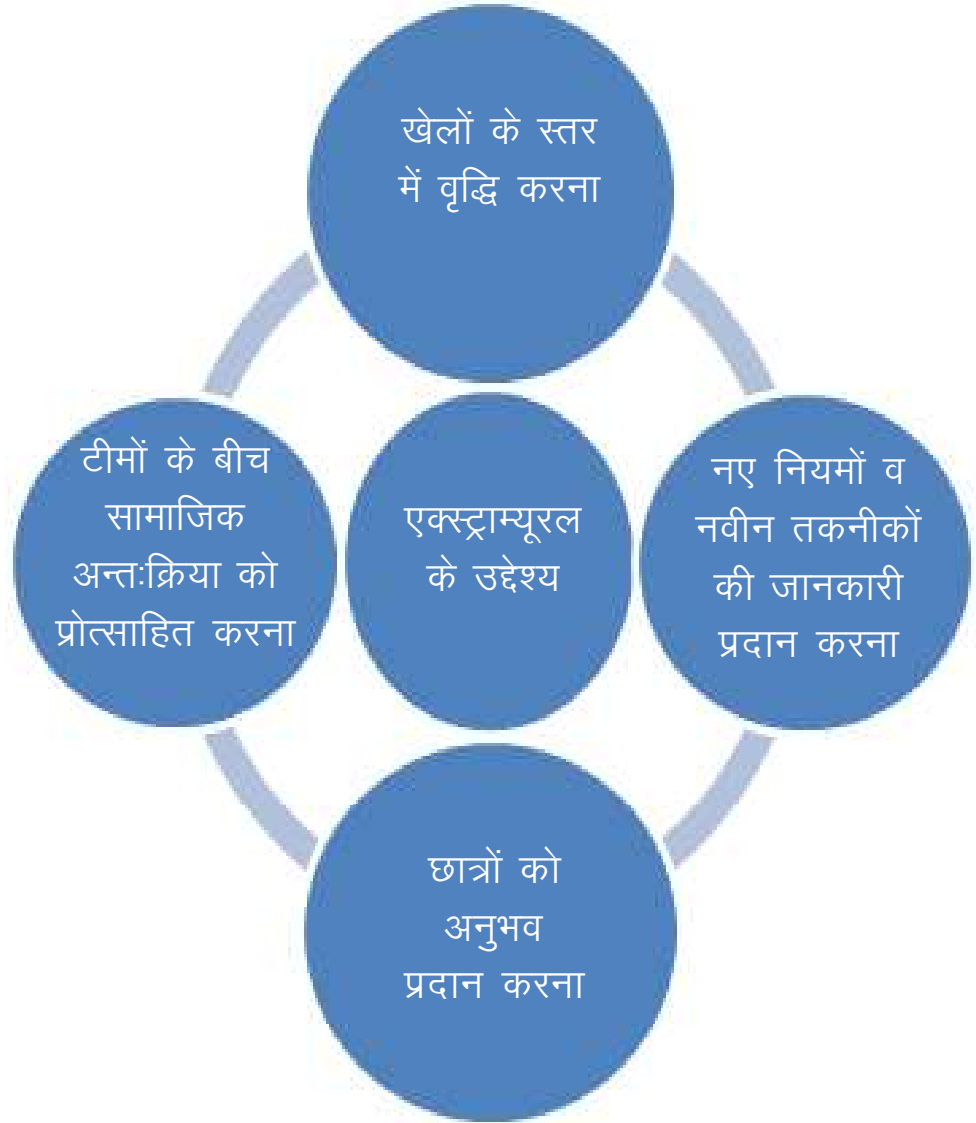 खेलों के स्तर
में वृद्धि करना
टीमों के बीच
सामाजिक
अन्तःक्रिया को
प्रोत्साहित करना
एक्स्ट्राम्यूरल
के उद्देश्य
नए नियमों व
नवीन तकनीकों
की जानकारी
प्रदान करना
छात्रों को
अनुभव
प्रदान करना